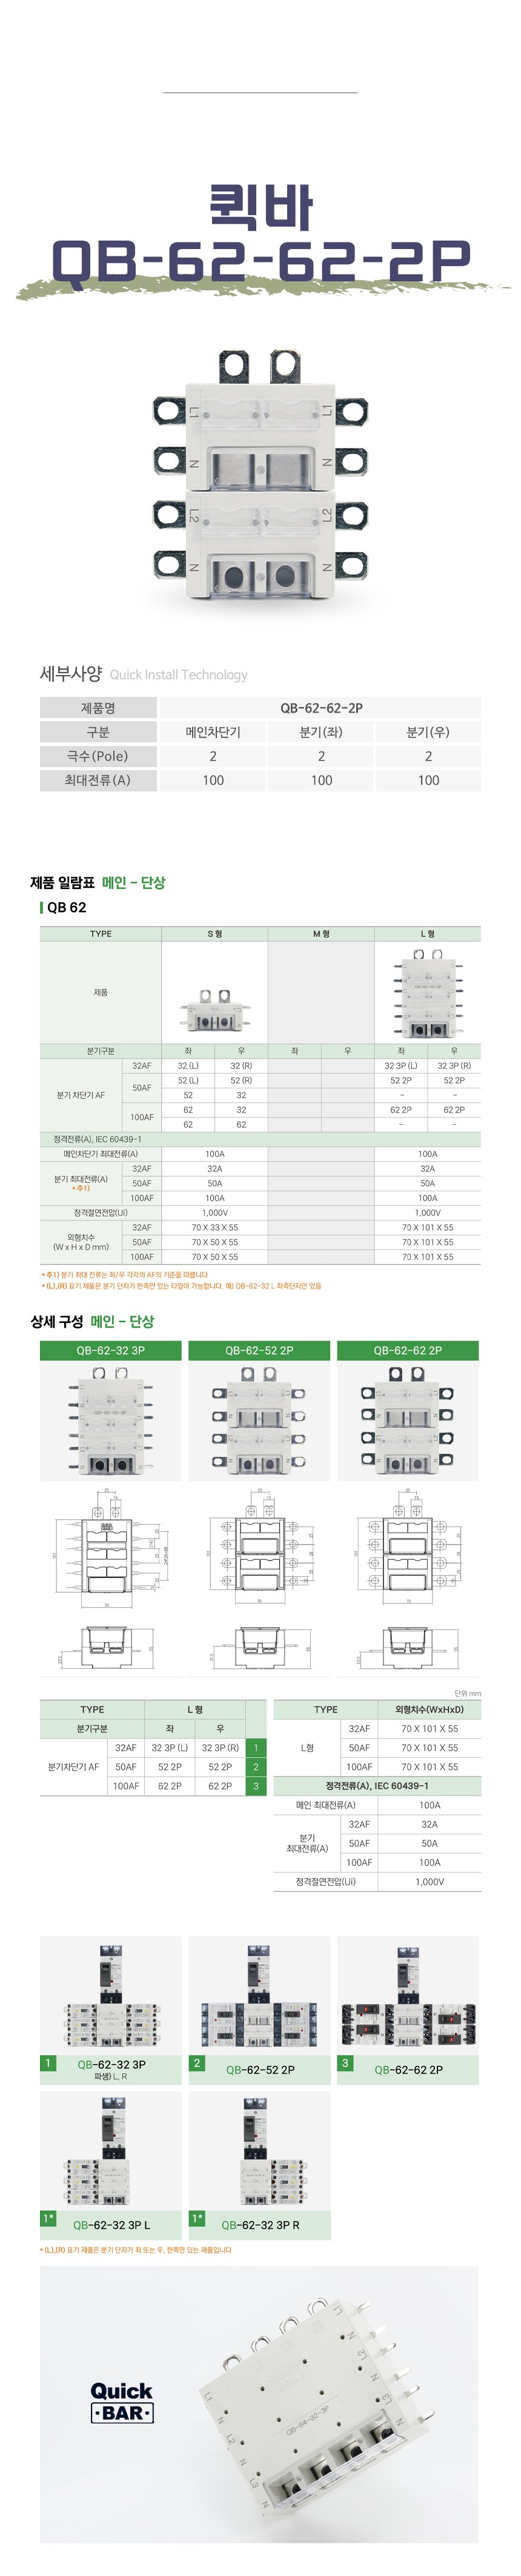 퀵바
QB-62-62-2P
L1 L1
N N
L2 L2
N N
세부사양 Quick Install Technology
제품명 QB-62-62-2P
구분 메인차단기 분기(좌) 분기(우)
극수(Pole) 2 2 2
최대전류(A) 100 100 100
제품 일람표 메인 - 단상
QB 62
TYPE S 형 M 형 L 형
제품
분기구분 좌 우 좌 우 좌 우
분기 차단기 AF 32AF 32 (L) 32 (R) 32 3P (L) 32 3P (R)
50AF 52 (L) 52 (R) 52 2P 52 2P
52 32 - -
100AF 62 32 62 2P 62 2P
62 62 - -
정격전류(A), IEC 60439-1
메인차단기 최대전류(A) 100A 100A
분기 최대전류(A) 32AF 32A 32A
* 주1) 50AF 50A 50A
100AF 100A 100A
정격절연전압(Ui) 1,000V 1,000V
외형치수 32AF 70 X 33 X 55 70 X 101 X 55
(W x H x D mm) 50AF 70 X 50 X 55 70 X 101 X 55
100AF 70 X 50 X 55 70 X 101 X 55
* 주1) 분기 최대 전류는 좌/우 각각의 AF의 기준을 따릅니다
* (L),(R) 표기 제품은 분기 단자가 한측만 있는 타입이 가능합니다. 예) QB-62-32 L 좌측단자만 있음
상세 구성 메인 - 단상
QB-62-32 3P QB-62-52 2P QB-62-62 2P
단위 mm
TYPE L 형
분기구분 좌 우
분기차단기 AF 32AF 32 3P (L) 32 3P (R) 1
50AF 52 2P 52 2P 2
100AF 62 2P 62 2P 3
TYPE 외형치수(WxHxD)
L형 32AF 70 X 101 X 55
50AF 70 X 101 X 55
100AF 70 X 101 X 55
정격전류(A), IEC 60439-1
메인 최대전류(A) 100A
분기 최대전류(A) 32AF 32A
50AF 50A
100AF 100A
정격절연전압(Ui) 1,000V
1 QB-62-32 3P
파생) L, R
2 QB-62-52 2P
3 QB-62-62 2P
1* QB-62-32 3P L
1* QB-62-32 3P R
* (L),(R) 표기 제품은 분기 단자가 좌 또는 우, 한쪽만 있는 제품입니다
Quick
BAR
QB-64-32-3P
L1
N
L2
N
L3
N